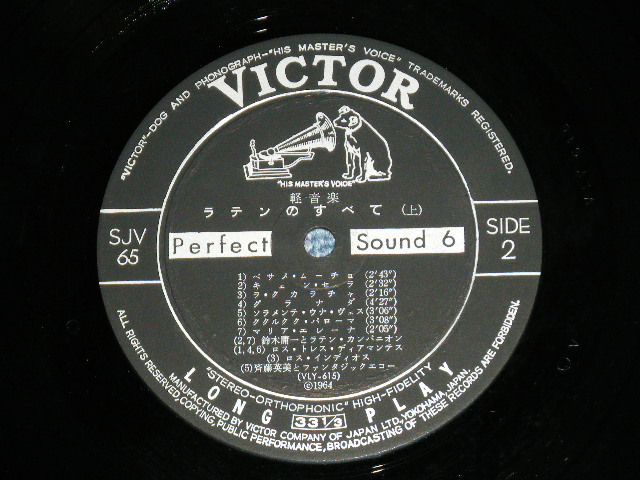 "VICTOR"–DOG AND PHONOGRAPH–"HIS MASTER'S VOICE" TRADEMARKS REGISTERED.
VICTOR
"HIS MASTER'S VOICE"
軽音楽
ラテンのすべて(上)
SJV
65
Perfect Sound 6
SIDE
2
1) ベサメ・ムーチョ (2'43")
2) キェン・セラ (2'32")
3) ラ・クカラチャ (2'16")
4) グラナダ (4'27")
5) ソラメンテ・ウナ・ヴェス (3'06")
6) ククルクク・パローマ (3'08")
7) マリア・エレーナ (2'05")
(2,7) 鈴木庸一とラテン・カンパニオン
(1,4,6) ロス・トレス・ディアマンテス
(3) ロス・インディオス
(5) 斉藤英美とファンタジックエコー
(VLY-615)
©1964
"STEREO-ORTHOPHONIC" HIGH-FIDELITY
LONG 33 1/3 PLAY
MANUFACTURED BY VICTOR COMPANY OF JAPAN LTD., YOKOHAMA, JAPAN.
ALL RIGHTS RESERVED, COPYING, PUBLIC PERFORMANCE, BROADCASTING OF THESE RECORDS ARE FORBIDDEN.